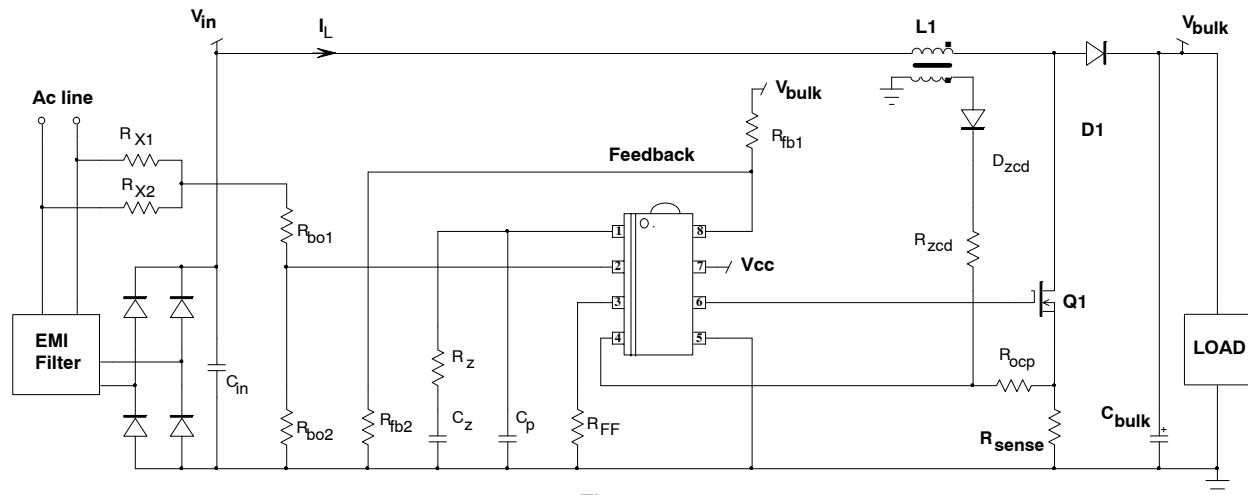 Vin
IL
L1
Vbulk
Ac line
Vbulk
RX1
Rfb1
D1
Feedback
Dzcd
RX2
Rbo1
1
8
Rzcd
2
7
Vcc
3
6
Q1
EMI
Filter
4
5
LOAD
Rz
Rocp
Cin
Rbo2
Rfb2
Cz
Cp
RFF
Rsense
Cbulk
+